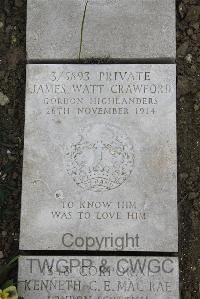 3/5893 PRIVATE
JAMES WATT CRAWFORD
GORDON HIGHLANDERS
26TH NOVEMBER 1914
TO KNOW HIM
WAS TO LOVE HIM
Copyright
TWGPP & CWGC
KENNETH C. E. MAC RAE
LONDON